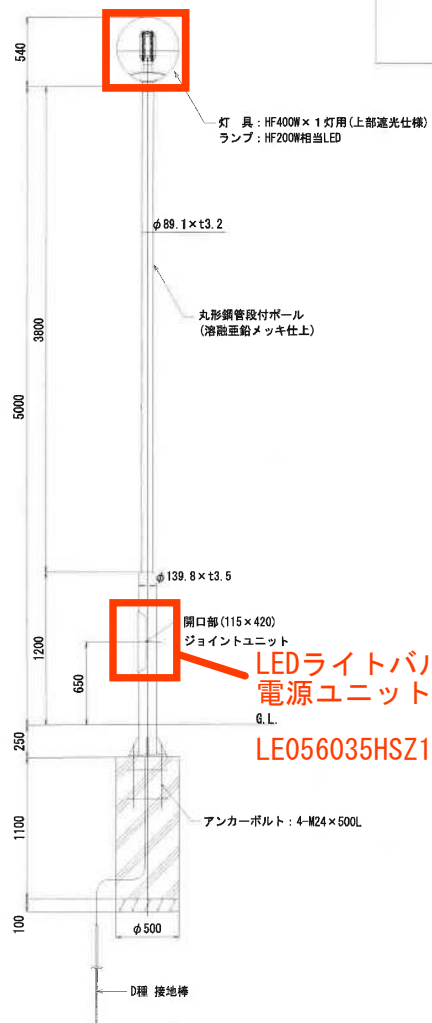 540
灯 具：HF400W×１灯用(上部遮光仕様)
ランプ：HF200W相当LED
φ89.1×t3.2
丸形鋼管段付ポール
(溶融亜鉛メッキ仕上)
3800
5000
φ139.8×t3.5
開口部(115×420)
ジョイントユニット
1200
650
LEDライトバル
電源ユニット
G.L.
LE056035HSZ1
250
アンカーボルト：4-M24×500L
1100
100
φ500
D種 接地棒